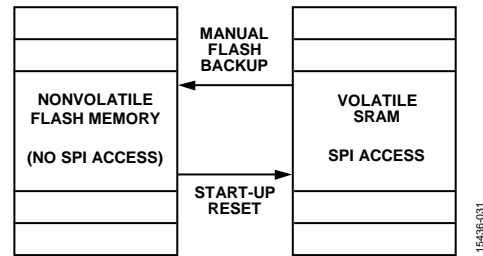 MANUAL
FLASH
BACKUP
NONVOLATILE
FLASH MEMORY
(NO SPI ACCESS)
VOLATILE
SRAM
SPI ACCESS
START-UP
RESET
15436-031